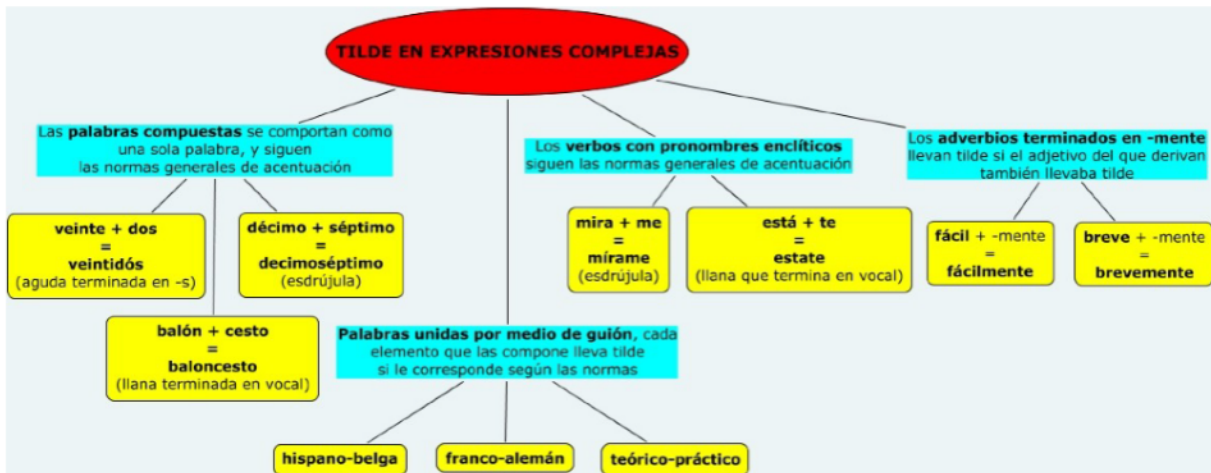 TILDE EN EXPRESIONES COMPLEJAS
Las palabras compuestas se comportan como
una sola palabra, y siguen
las normas generales de acentuación
veinte + dos
=
veintidós
(aguda terminada en -s)
décimo + séptimo
=
decimoséptimo
(esdrújula)
balón + cesto
=
baloncesto
(llana terminada en vocal)
Palabras unidas por medio de guión, cada
elemento que las compone lleva tilde
si le corresponde según las normas
hispano-belga
franco-alemán
teórico-práctico
Los verbos con pronombres enclíticos
siguen las normas generales de acentuación
mira + me
=
mírame
(esdrújula)
está + te
=
estate
(llana que termina en vocal)
Los adverbios terminados en -mente
llevan tilde si el adjetivo del que derivan
también llevaba tilde
fácil + -mente
=
fácilmente
breve + -mente
=
brevemente